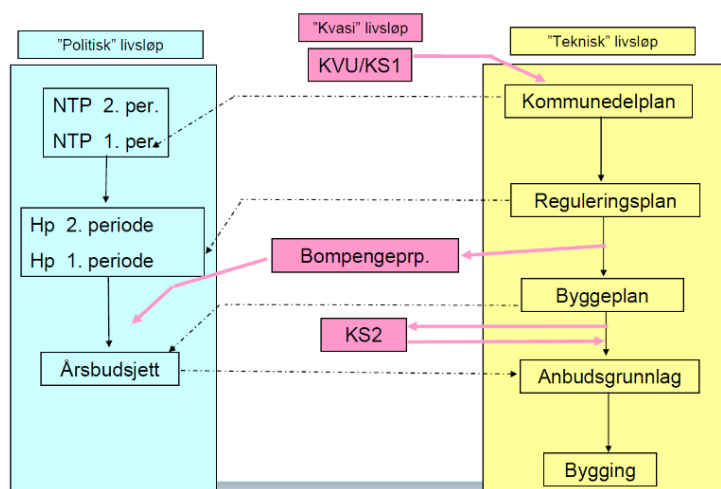 "Politisk" livsløp
"Kvasi" livsløp
"Teknisk" livsløp
KVU/KS1
NTP 2. per.
NTP 1. per.
Kommunedelplan
Reguleringsplan
Hp 2. periode
Hp 1. periode
Bompengeprp.
Byggeplan
KS2
Årsbudsjett
Anbudsgrunnlag
Bygging